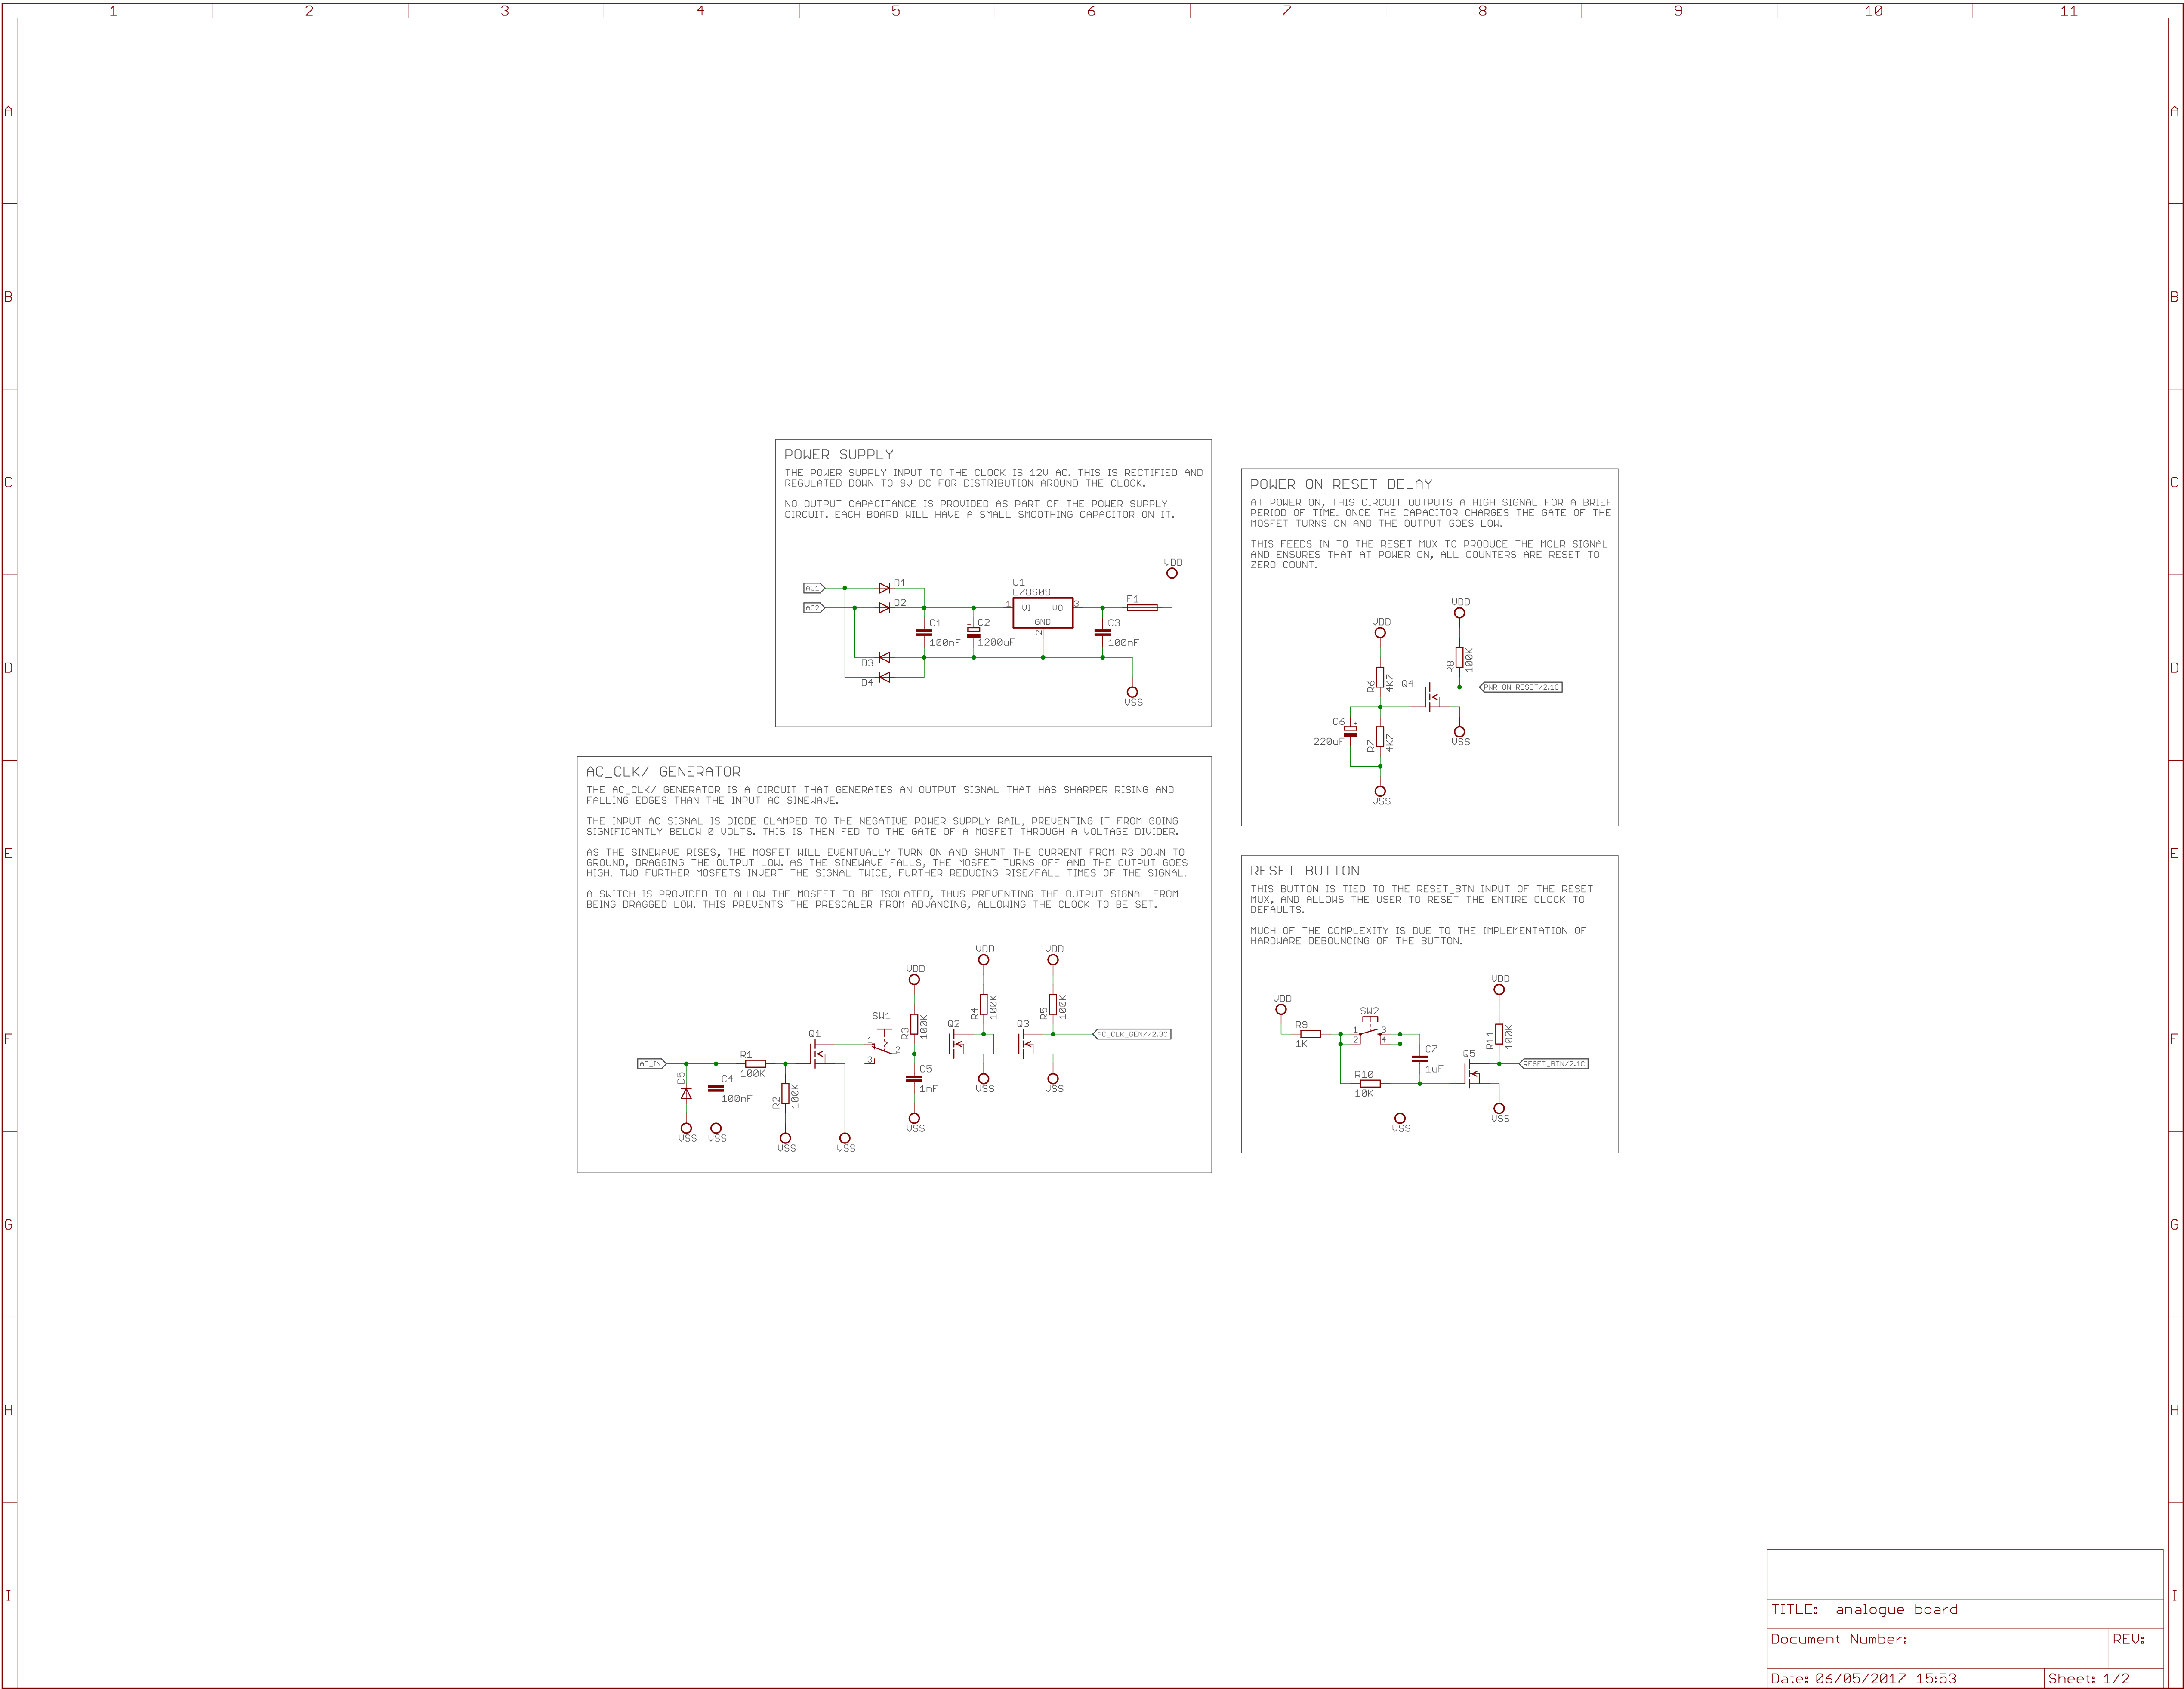 1 2 3 4 5 6 7 8 9 10 11
A A
B B
C C
D D
E E
F F
G G
H H
I I
POWER SUPPLY
THE POWER SUPPLY INPUT TO THE CLOCK IS 12V AC. THIS IS RECTIFIED AND
REGULATED DOWN TO 9V DC FOR DISTRIBUTION AROUND THE CLOCK.
NO OUTPUT CAPACITANCE IS PROVIDED AS PART OF THE POWER SUPPLY
CIRCUIT. EACH BOARD WILL HAVE A SMALL SMOOTHING CAPACITOR ON IT.
VDD
AC1
D1
U1
L78S09
AC2
D2
1 VI VO 3
F1
GND
2
C1
100nF
C2
1200uF
C3
100nF
D3
D4
VSS
POWER ON RESET DELAY
AT POWER ON, THIS CIRCUIT OUTPUTS A HIGH SIGNAL FOR A BRIEF
PERIOD OF TIME. ONCE THE CAPACITOR CHARGES THE GATE OF THE
MOSFET TURNS ON AND THE OUTPUT GOES LOW.
THIS FEEDS IN TO THE RESET MUX TO PRODUCE THE MCLR SIGNAL
AND ENSURES THAT AT POWER ON, ALL COUNTERS ARE RESET TO
ZERO COUNT.
VDD
VDD
R8
100K
R6
4K7
Q4
PWR_ON_RESET/2.1C
C6
220uF
R7
4K7
VSS
VSS
AC_CLK/ GENERATOR
THE AC_CLK/ GENERATOR IS A CIRCUIT THAT GENERATES AN OUTPUT SIGNAL THAT HAS SHARPER RISING AND
FALLING EDGES THAN THE INPUT AC SINEWAVE.
THE INPUT AC SIGNAL IS DIODE CLAMPED TO THE NEGATIVE POWER SUPPLY RAIL, PREVENTING IT FROM GOING
SIGNIFICANTLY BELOW 0 VOLTS. THIS IS THEN FED TO THE GATE OF A MOSFET THROUGH A VOLTAGE DIVIDER.
AS THE SINEWAVE RISES, THE MOSFET WILL EVENTUALLY TURN ON AND SHUNT THE CURRENT FROM R3 DOWN TO
GROUND, DRAGGING THE OUTPUT LOW. AS THE SINEWAVE FALLS, THE MOSFET TURNS OFF AND THE OUTPUT GOES
HIGH. TWO FURTHER MOSFETS INVERT THE SIGNAL TWICE, FURTHER REDUCING RISE/FALL TIMES OF THE SIGNAL.
A SWITCH IS PROVIDED TO ALLOW THE MOSFET TO BE ISOLATED, THUS PREVENTING THE OUTPUT SIGNAL FROM
BEING DRAGGED LOW. THIS PREVENTS THE PRESCALER FROM ADVANCING, ALLOWING THE CLOCK TO BE SET.
VDD
VDD
VDD
R4
100K
R5
100K
SW1
R3
100K
Q2
Q3
Q1
1
2
3
AC_CLK_GEN//2.3C
AC_IN
R1
100K
D5
C4
100nF
R2
100K
C5
1nF
VSS
VSS
VSS
VSS
VSS
VSS
VSS
RESET BUTTON
THIS BUTTON IS TIED TO THE RESET_BTN INPUT OF THE RESET
MUX, AND ALLOWS THE USER TO RESET THE ENTIRE CLOCK TO
DEFAULTS.
MUCH OF THE COMPLEXITY IS DUE TO THE IMPLEMENTATION OF
HARDWARE DEBOUNCING OF THE BUTTON.
VDD
VDD
SW2
R9
1K
1 3
2 4
R11
100K
C7
1uF
Q5
RESET_BTN/2.1C
R10
10K
VSS
VSS
TITLE: analogue-board
Document Number:
REV:
Date: 06/05/2017 15:53
Sheet: 1/2